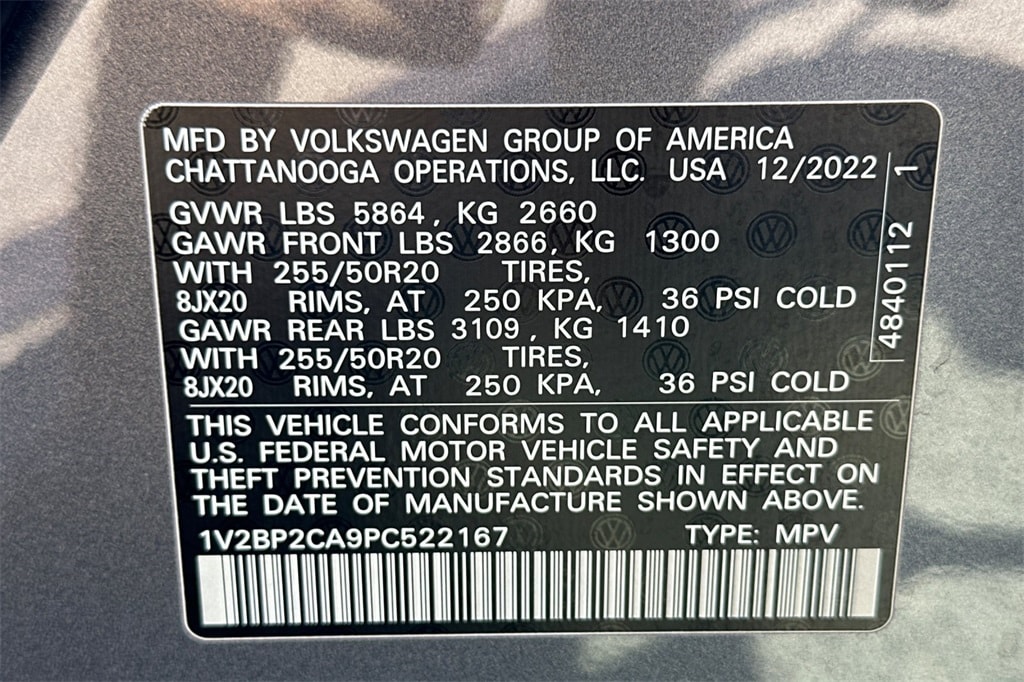 MFD BY VOLKSWAGEN GROUP OF AMERICA
CHATTANOOGA OPERATIONS, LLC. USA 12/2022
GVWR LBS 5864, KG 2660
GAWR FRONT LBS 2866, KG 1300
WITH 255/50R20 TIRES,
8JX20 RIMS, AT 250 KPA, 36 PSI COLD
GAWR REAR LBS 3109, KG 1410
WITH 255/50R20 TIRES,
8JX20 RIMS, AT 250 KPA, 36 PSI COLD
4840112 1
THIS VEHICLE CONFORMS TO ALL APPLICABLE
U.S. FEDERAL MOTOR VEHICLE SAFETY AND
THEFT PREVENTION STANDARDS IN EFFECT ON
THE DATE OF MANUFACTURE SHOWN ABOVE.
1V2BP2CA9PC522167 TYPE: MPV